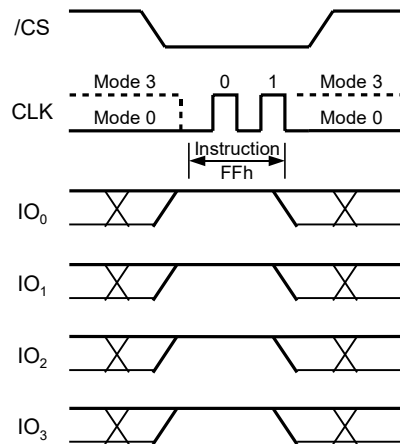 /CS
Mode 3 0 1 Mode 3
CLK Mode 0 Mode 0
Instruction
FFh
IO₀
IO₁
IO₂
IO₃